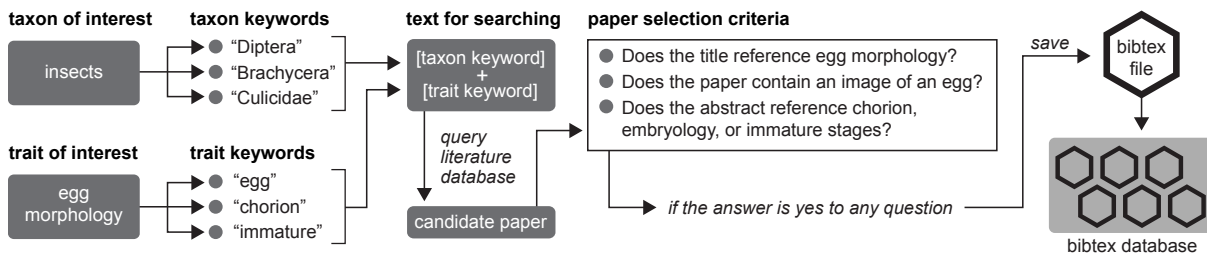 taxon of interest
insects
taxon keywords
“Diptera”
“Brachycera”
“Culicidae”
trait of interest
egg
morphology
trait keywords
“egg”
“chorion”
“immature”
text for searching
[taxon keyword]
+
[trait keyword]
query
literature
database
candidate paper
paper selection criteria
Does the title reference egg morphology?
Does the paper contain an image of an egg?
Does the abstract reference chorion,
embryology, or immature stages?
if the answer is yes to any question
save
bibtex
file
bibtex database